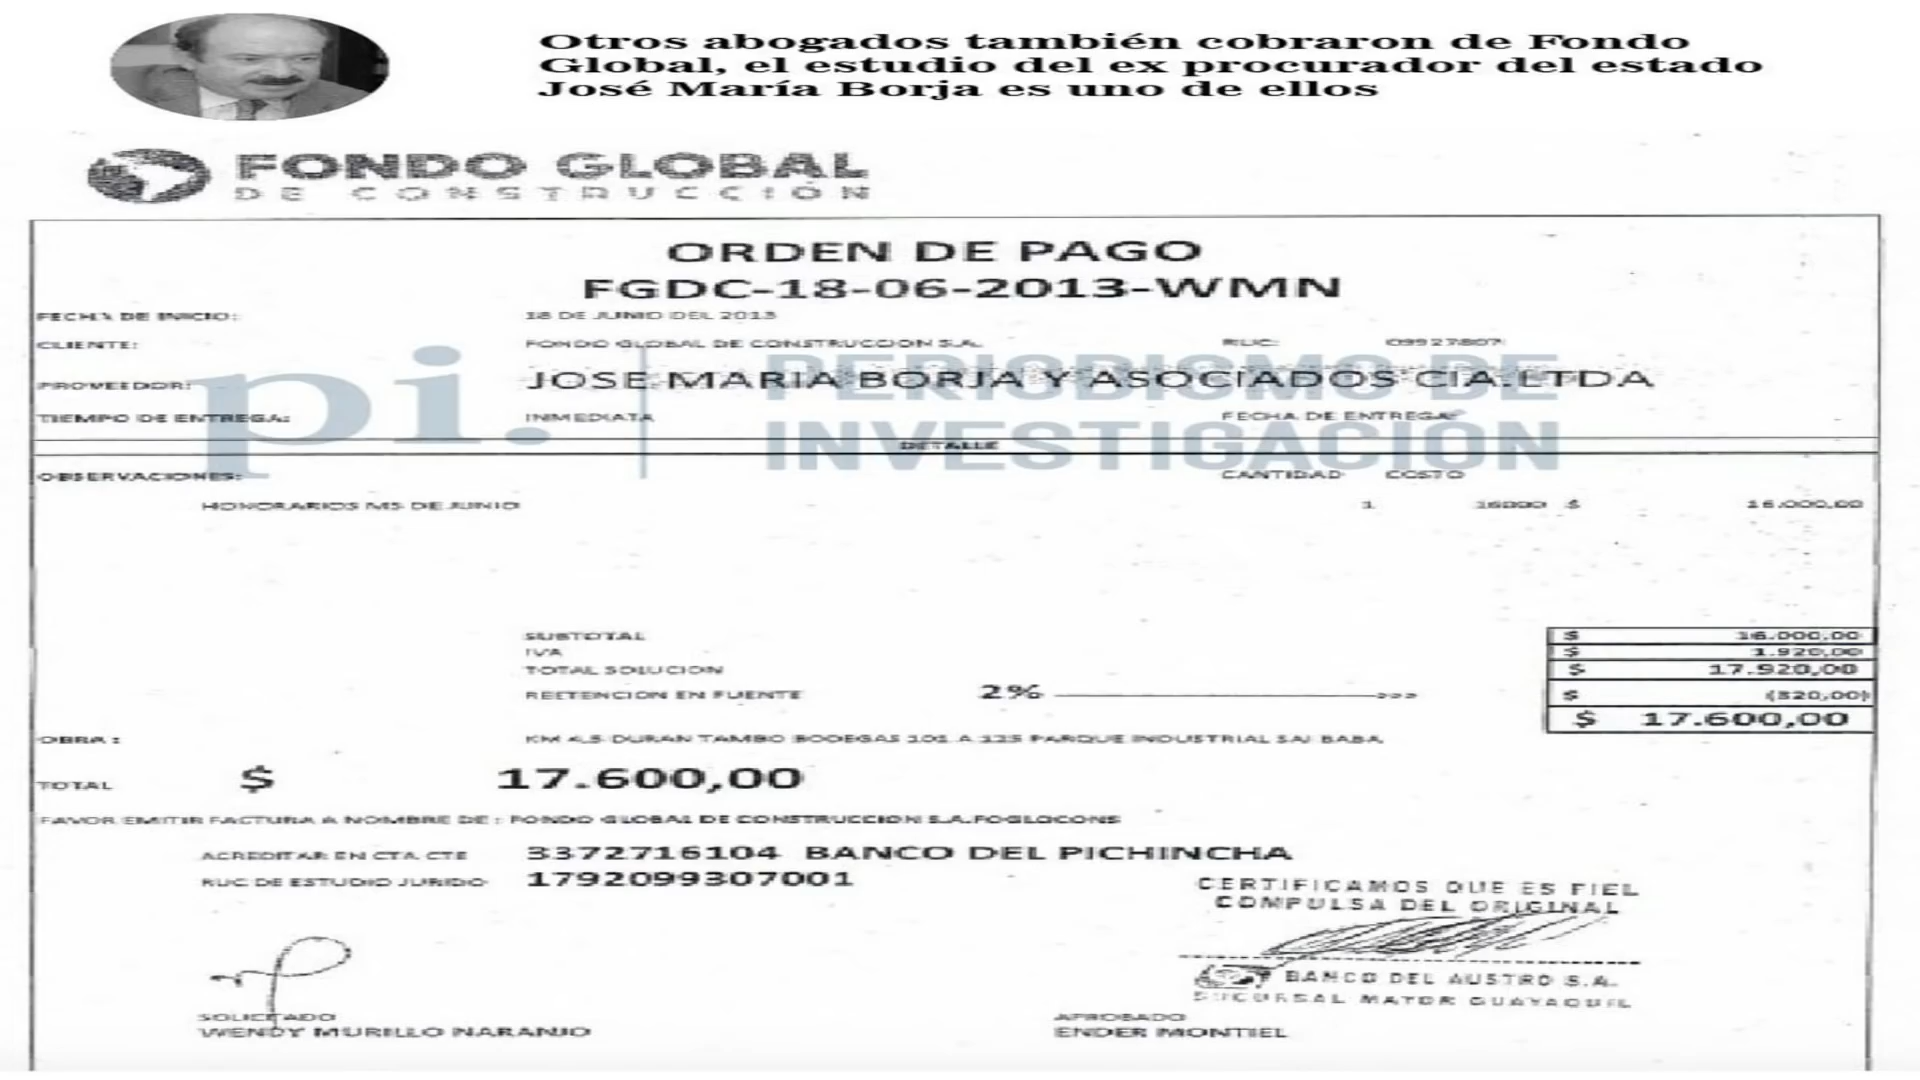 Otros abogados también cobraron de Fondo
Global, el estudio del ex procurador del estado
José María Borja es uno de ellos
FONDO GLOBAL
DE CONSTRUCCIÓN
ORDEN DE PAGO
FGDC-18-06-2013-WMN
FECHA DE INICIO: 18 DE JUNIO DEL 2013
CLIENTE: FONDO GLOBAL DE CONSTRUCCION S.A. RUC: 09927807
PROVEEDOR: JOSE MARIA BORJA Y ASOCIADOS CIA.LTDA
TIEMPO DE ENTREGA: INMEDIATA FECHA DE ENTREGA:
pi. PERIODISMO DE
INVESTIGACIÓN
DETALLE
OBSERVACIONES: CANTIDAD COSTO
HONORARIOS MS DE JUNIO 1 16000 $ 16.000,00
SUBTOTAL $ 16.000,00
IVA $ 1.920,00
TOTAL SOLUCION $ 17.920,00
REETENCION EN FUENTE 2% >>> $ (320,00)
$ 17.600,00
OBRA : KM 4.5 DURAN TAMBO BODEGAS 101 A 125 PARQUE INDUSTRIAL SAI BABA
TOTAL $ 17.600,00
FAVOR EMITIR FACTURA A NOMBRE DE : FONDO GLOBAL DE CONSTRUCCION S.A.FOGLOCONS
ACREDITAR EN CTA CTE 3372716104 BANCO DEL PICHINCHA
RUC DE ESTUDIO JURIDO 1792099307001
CERTIFICAMOS QUE ES FIEL
COMPULSA DEL ORIGINAL
BANCO DEL AUSTRO S.A.
SUCURSAL MAYOR GUAYAQUIL
SOLICITADO
WENDY MURILLO NARANJO
APROBADO
ENDER MONTIEL